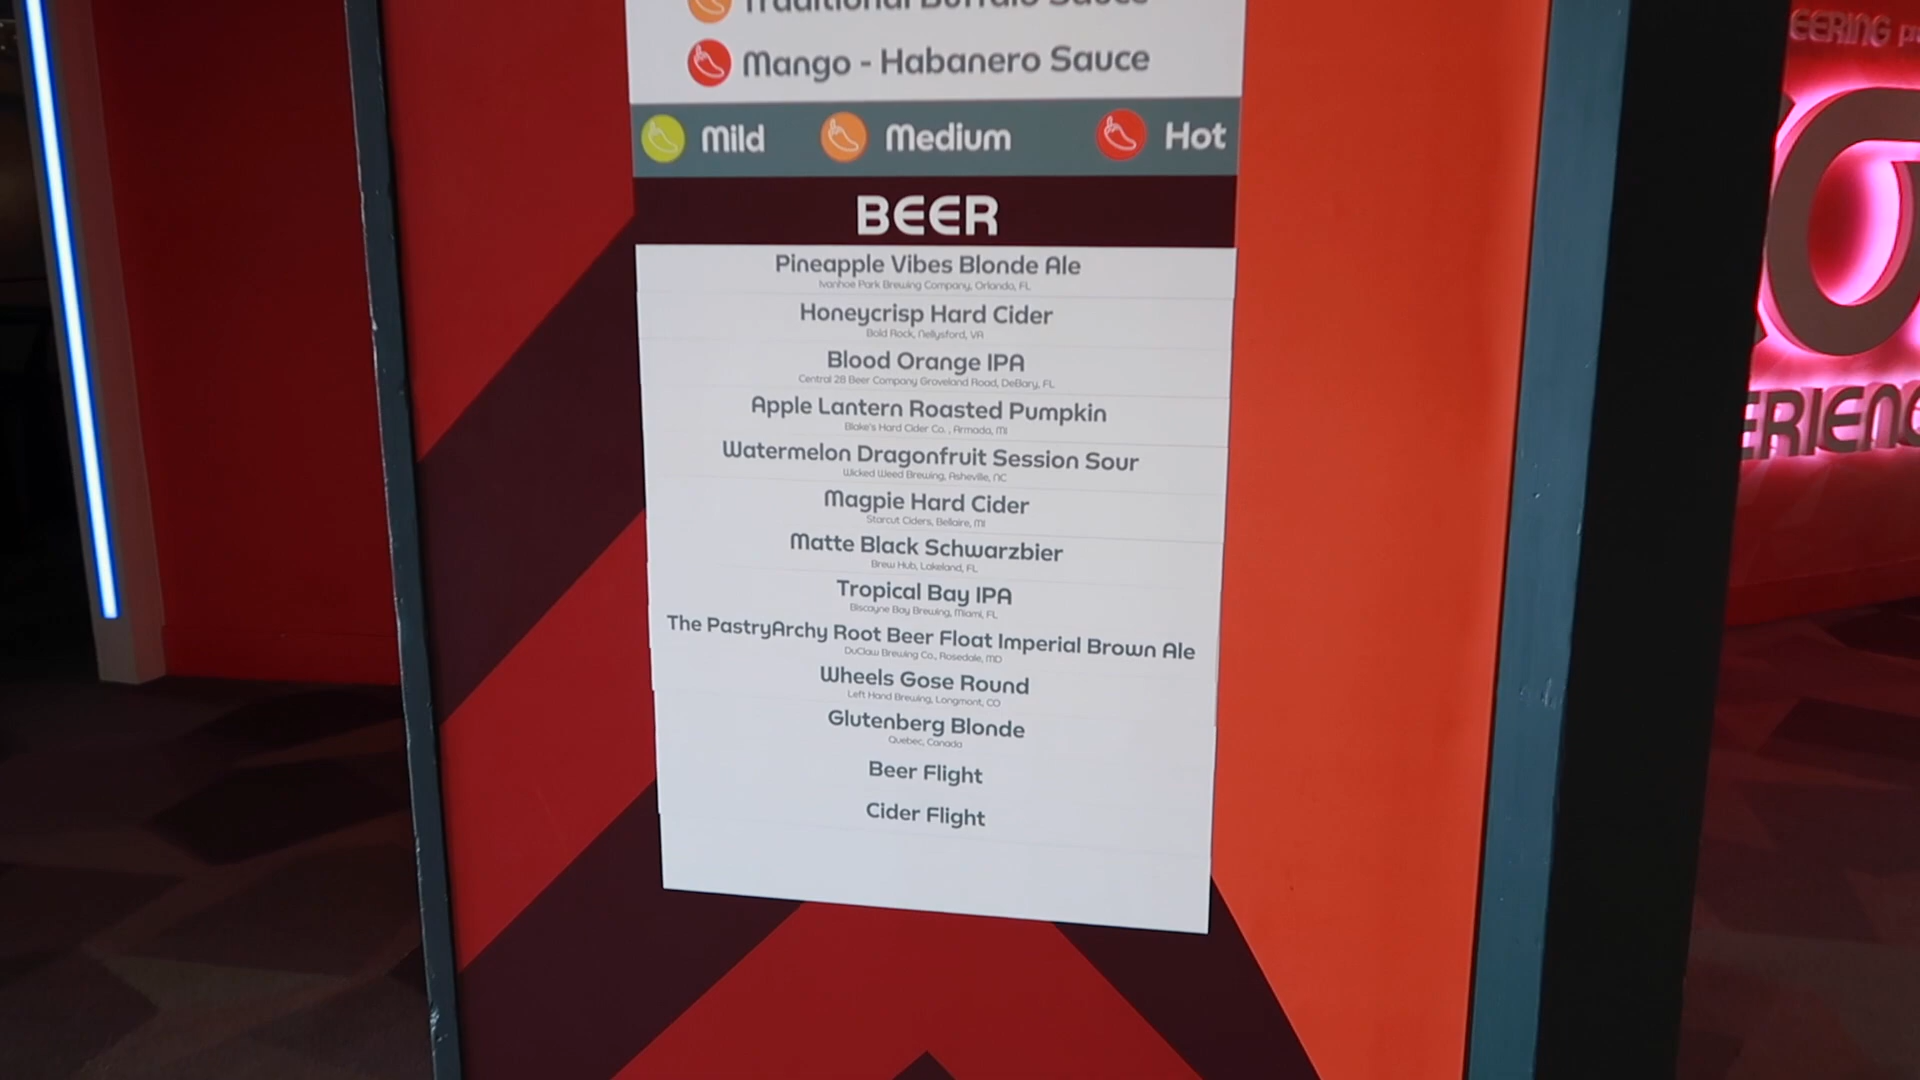 Traditional Buffalo Sauce
Mango - Habanero Sauce
Mild Medium Hot
BEER
Pineapple Vibes Blonde Ale
Ivanhoe Park Brewing Company, Orlando, FL
Honeycrisp Hard Cider
Bold Rock, Nellysford, VA
Blood Orange IPA
Central 28 Beer Company Groveland Road, DeBary, FL
Apple Lantern Roasted Pumpkin
Blake's Hard Cider Co. , Armada, MI
Watermelon Dragonfruit Session Sour
Wicked Weed Brewing, Asheville, NC
Magpie Hard Cider
Starcut Ciders, Bellaire, MI
Matte Black Schwarzbier
Brew Hub, Lakeland, FL
Tropical Bay IPA
Biscayne Bay Brewing, Miami, FL
The PastryArchy Root Beer Float Imperial Brown Ale
DuClaw Brewing Co., Rosedale, MD
Wheels Gose Round
Left Hand Brewing, Longmont, CO
Glutenberg Blonde
Quebec, Canada
Beer Flight
Cider Flight